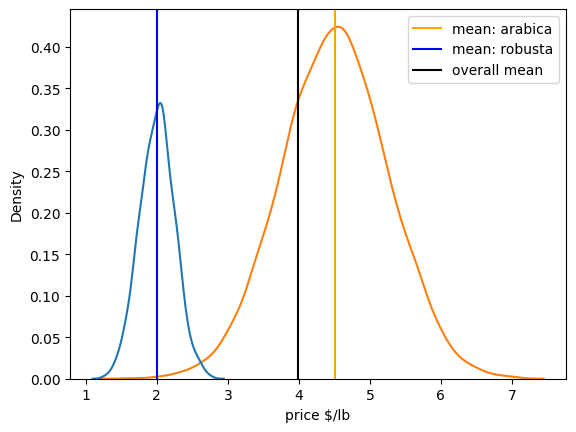 mean: arabica
mean: robusta
overall mean
Density
0.40
0.35
0.30
0.25
0.20
0.15
0.10
0.05
0.00
1 2 3 4 5 6 7
price $/lb